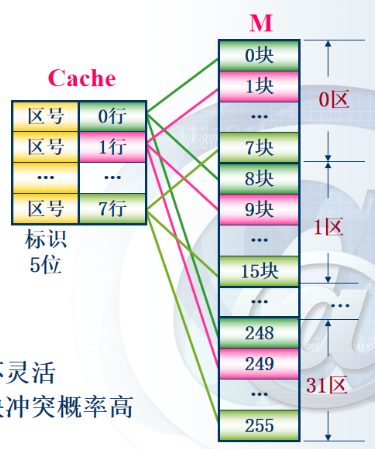 M
Cache
0块
1块
...
7块
8块
9块
...
15块
...
248
249
...
255
0区
1区
...
31区
区号 0行
区号 1行
... ...
区号 7行
标识
5位
灵活
冲突概率高